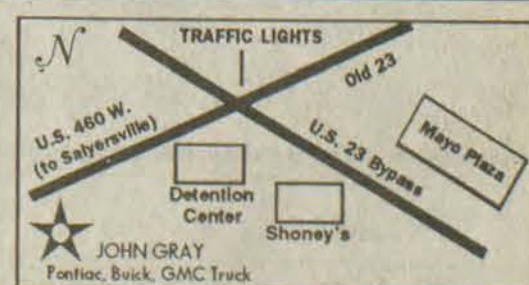 N
TRAFFIC LIGHTS
Old 23
U.S. 460 W.
(to Salyersville)
U.S. 23 Bypass
Mayo Plaza
Detention
Center
Shoney's
JOHN GRAY
Pontiac, Buick, GMC Truck